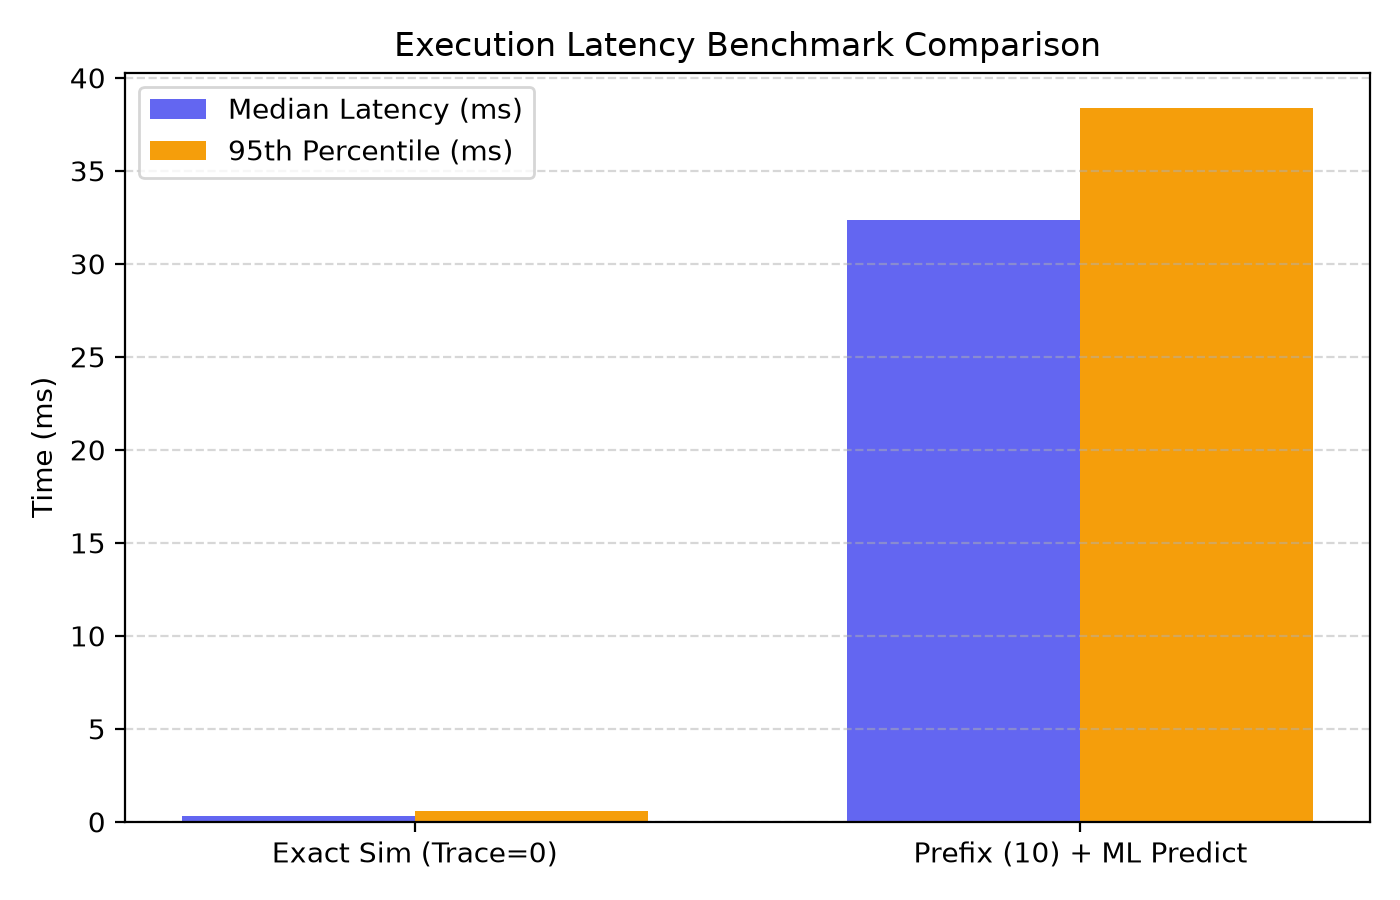 Execution Latency Benchmark Comparison
Median Latency (ms)
95th Percentile (ms)
Time (ms)
40
35
30
25
20
15
10
5
0
Exact Sim (Trace=0)
Prefix (10) + ML Predict